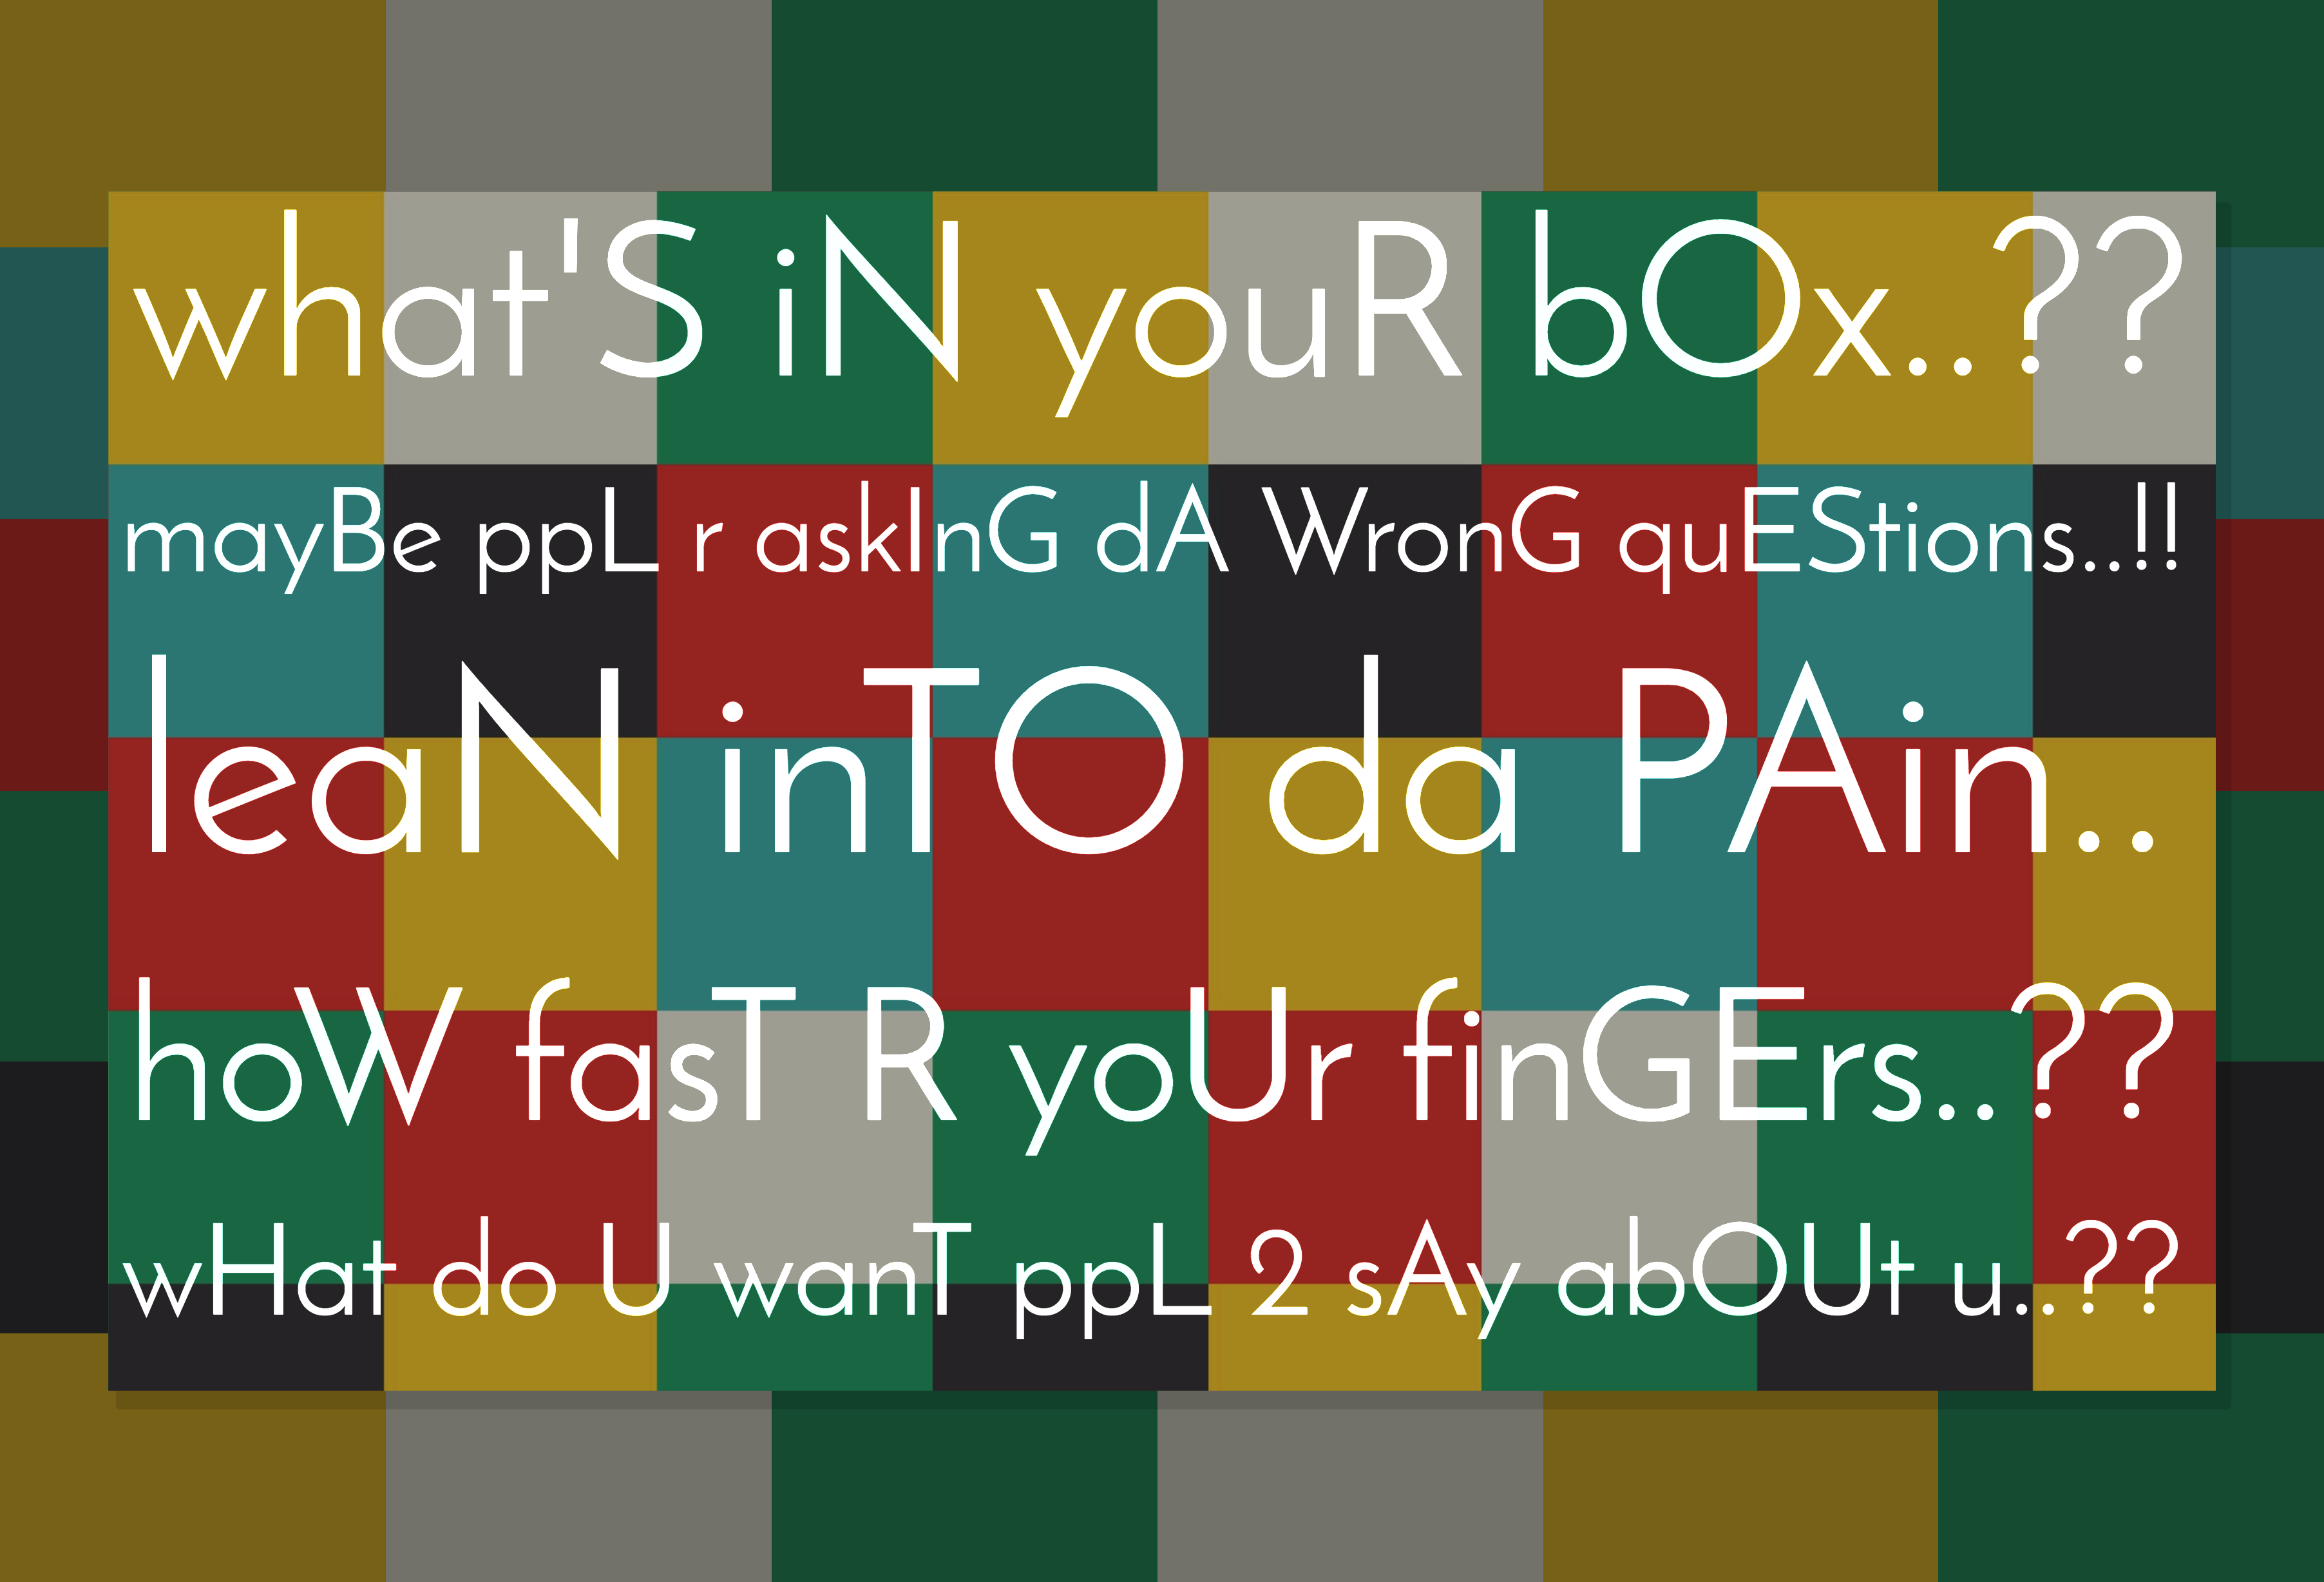 what'S iN youR bOx..??
mayBe ppL r askInG dA WronG quEStions..!!
leaN inTO da PAin..
hoW fasT R yoUr finGErs..??
wHat do U wanT ppL 2 sAy abOUt u..??